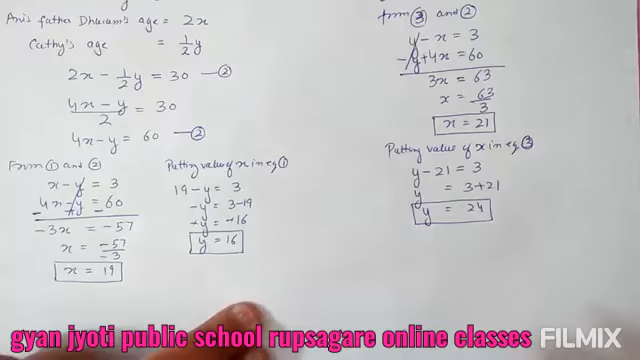 Anis father Dharam's age = 2x
Cathy's age = 1/2 y
2x - 1/2 y = 30 —②
4x - y / 2 = 30
4x - y = 60 —②
From ① and ②
x - y = 3
4x - y = 60
- + -
-3x = -57
x = -57 / -3
x = 19
Putting value of x in eq ①
19 - y = 3
-y = 3 - 19
+y = +16
y = 16
from ③ and ②
y - x = 3
-y + 4x = 60
3x = 63
x = 63 / 3
x = 21
Putting value of x in eq ③
y - 21 = 3
y = 3 + 21
y = 24
gyan jyoti public school rupsagare online classes
FILMIX